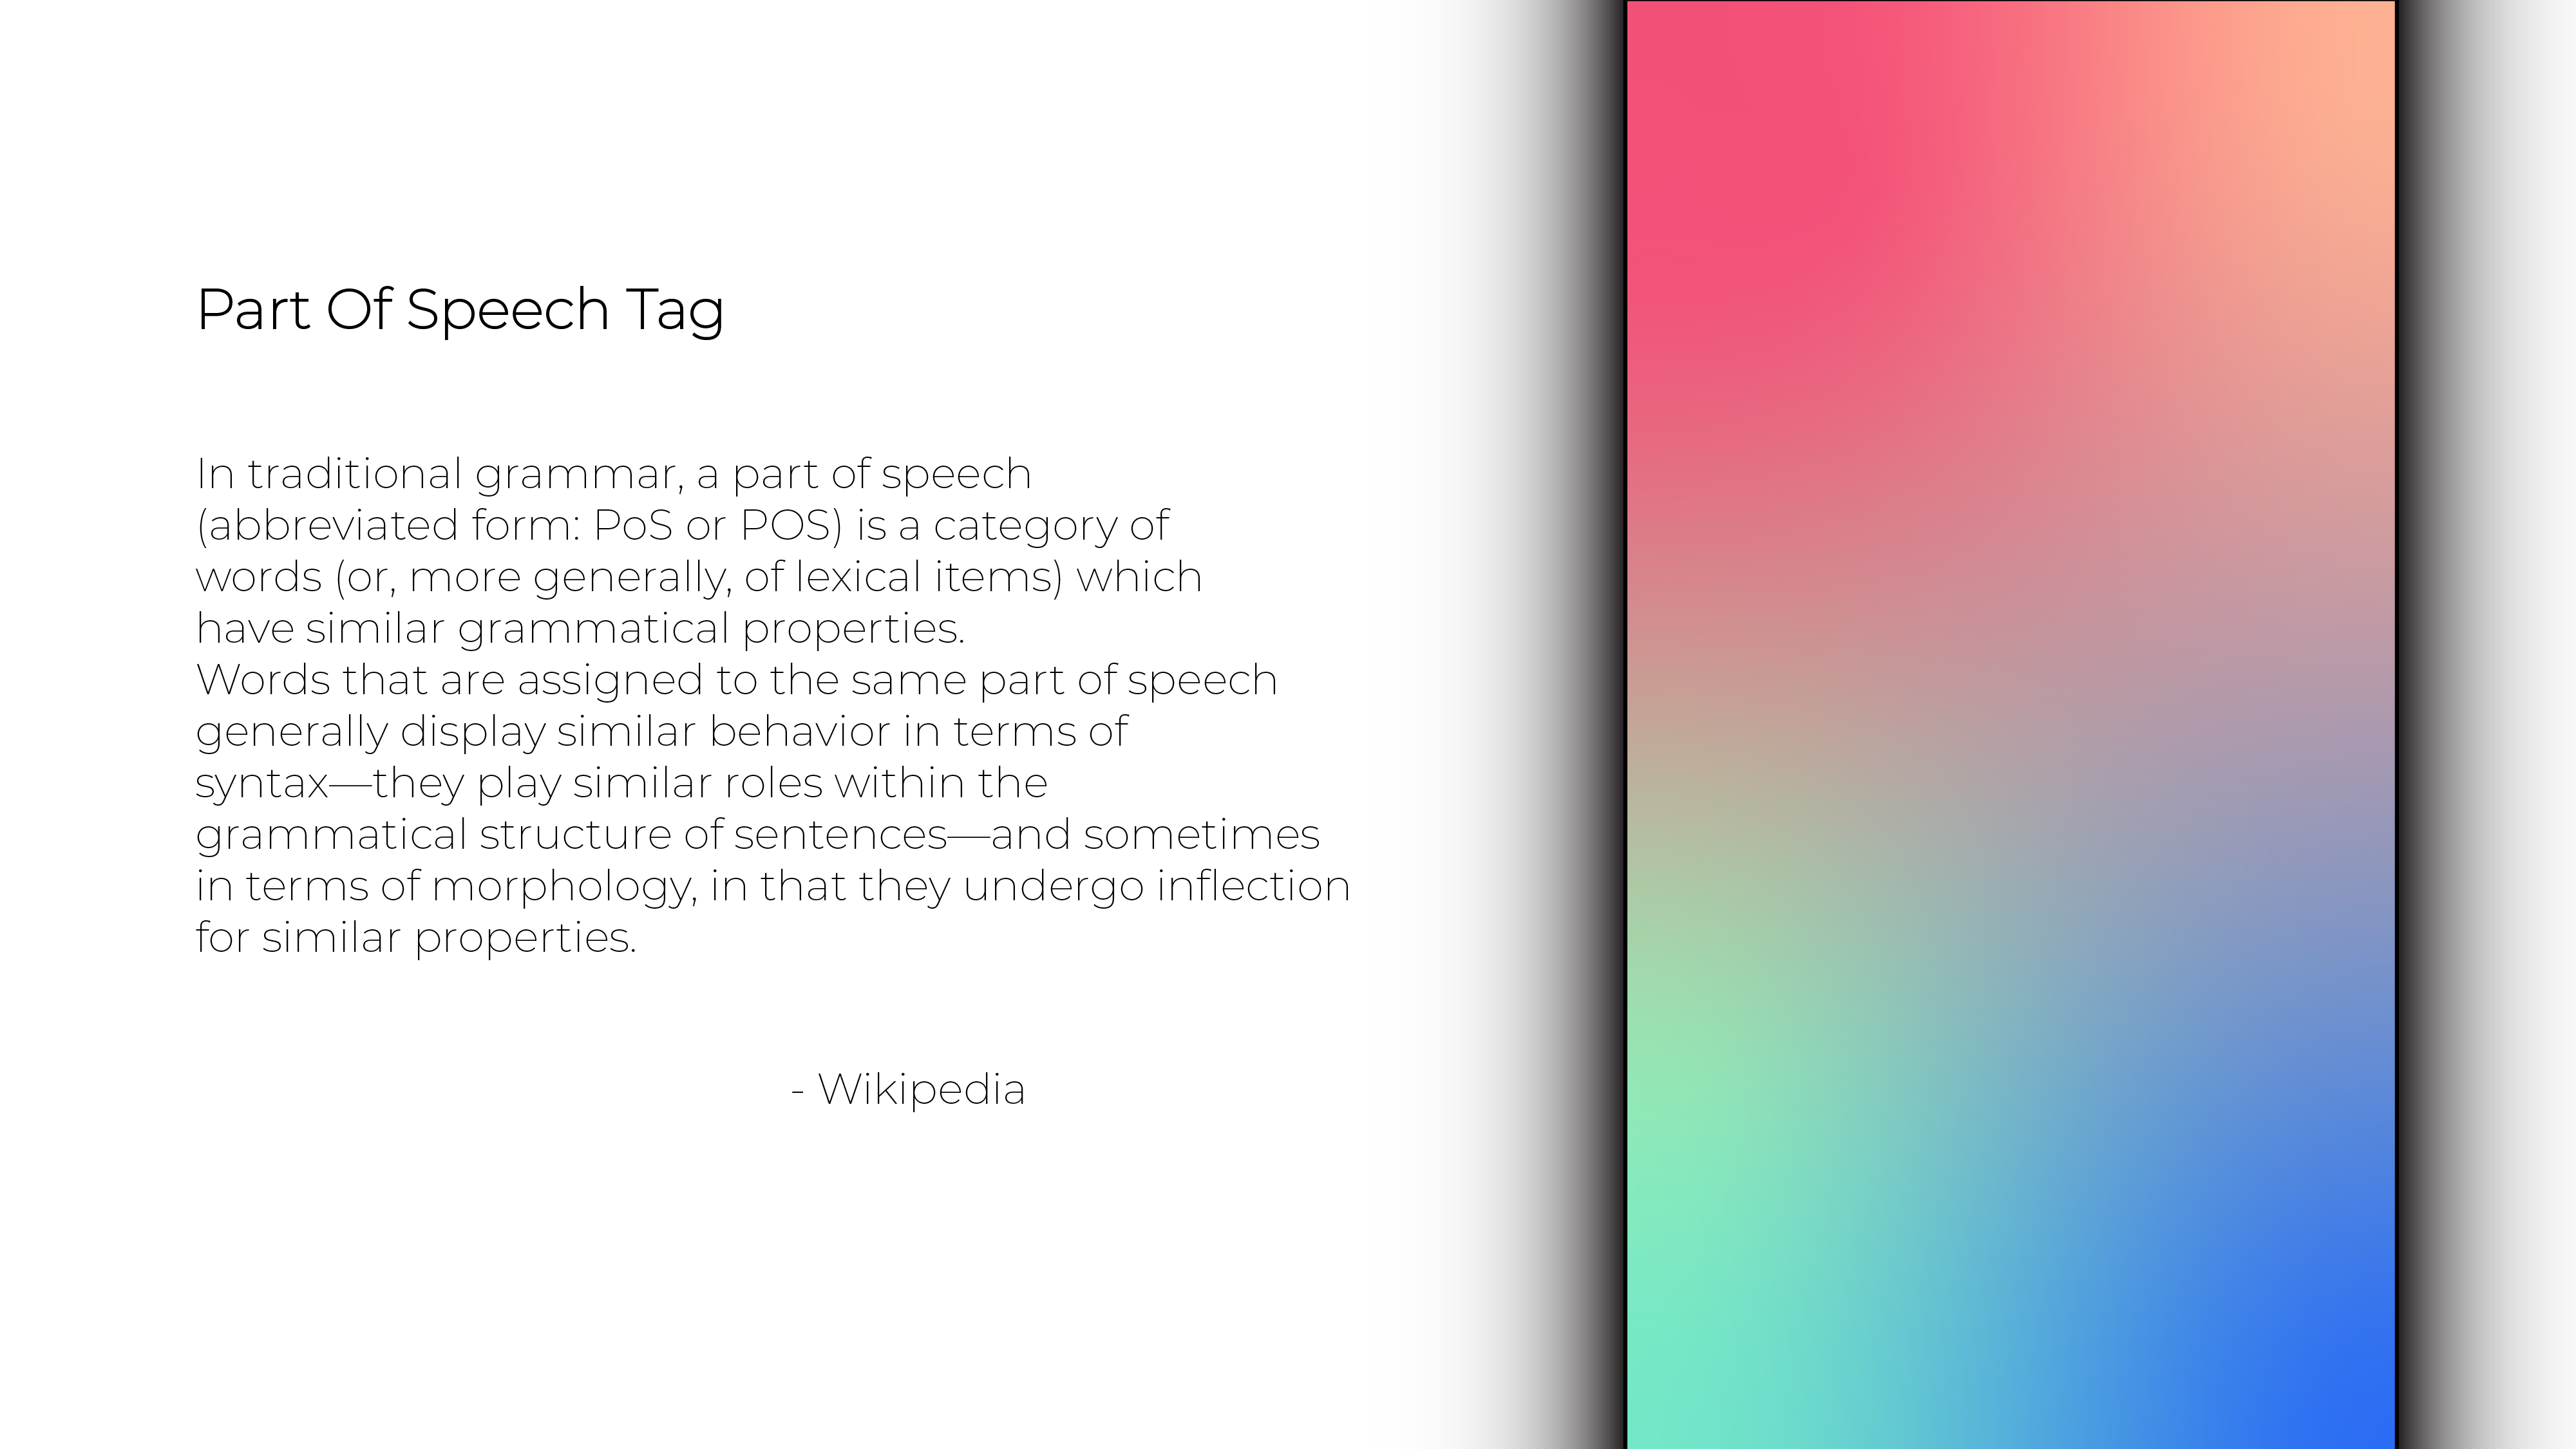 Part Of Speech Tag
In traditional grammar, a part of speech
(abbreviated form: PoS or POS) is a category of
words (or, more generally, of lexical items) which
have similar grammatical properties.
Words that are assigned to the same part of speech
generally display similar behavior in terms of
syntax—they play similar roles within the
grammatical structure of sentences—and sometimes
in terms of morphology, in that they undergo inflection
for similar properties.
- Wikipedia